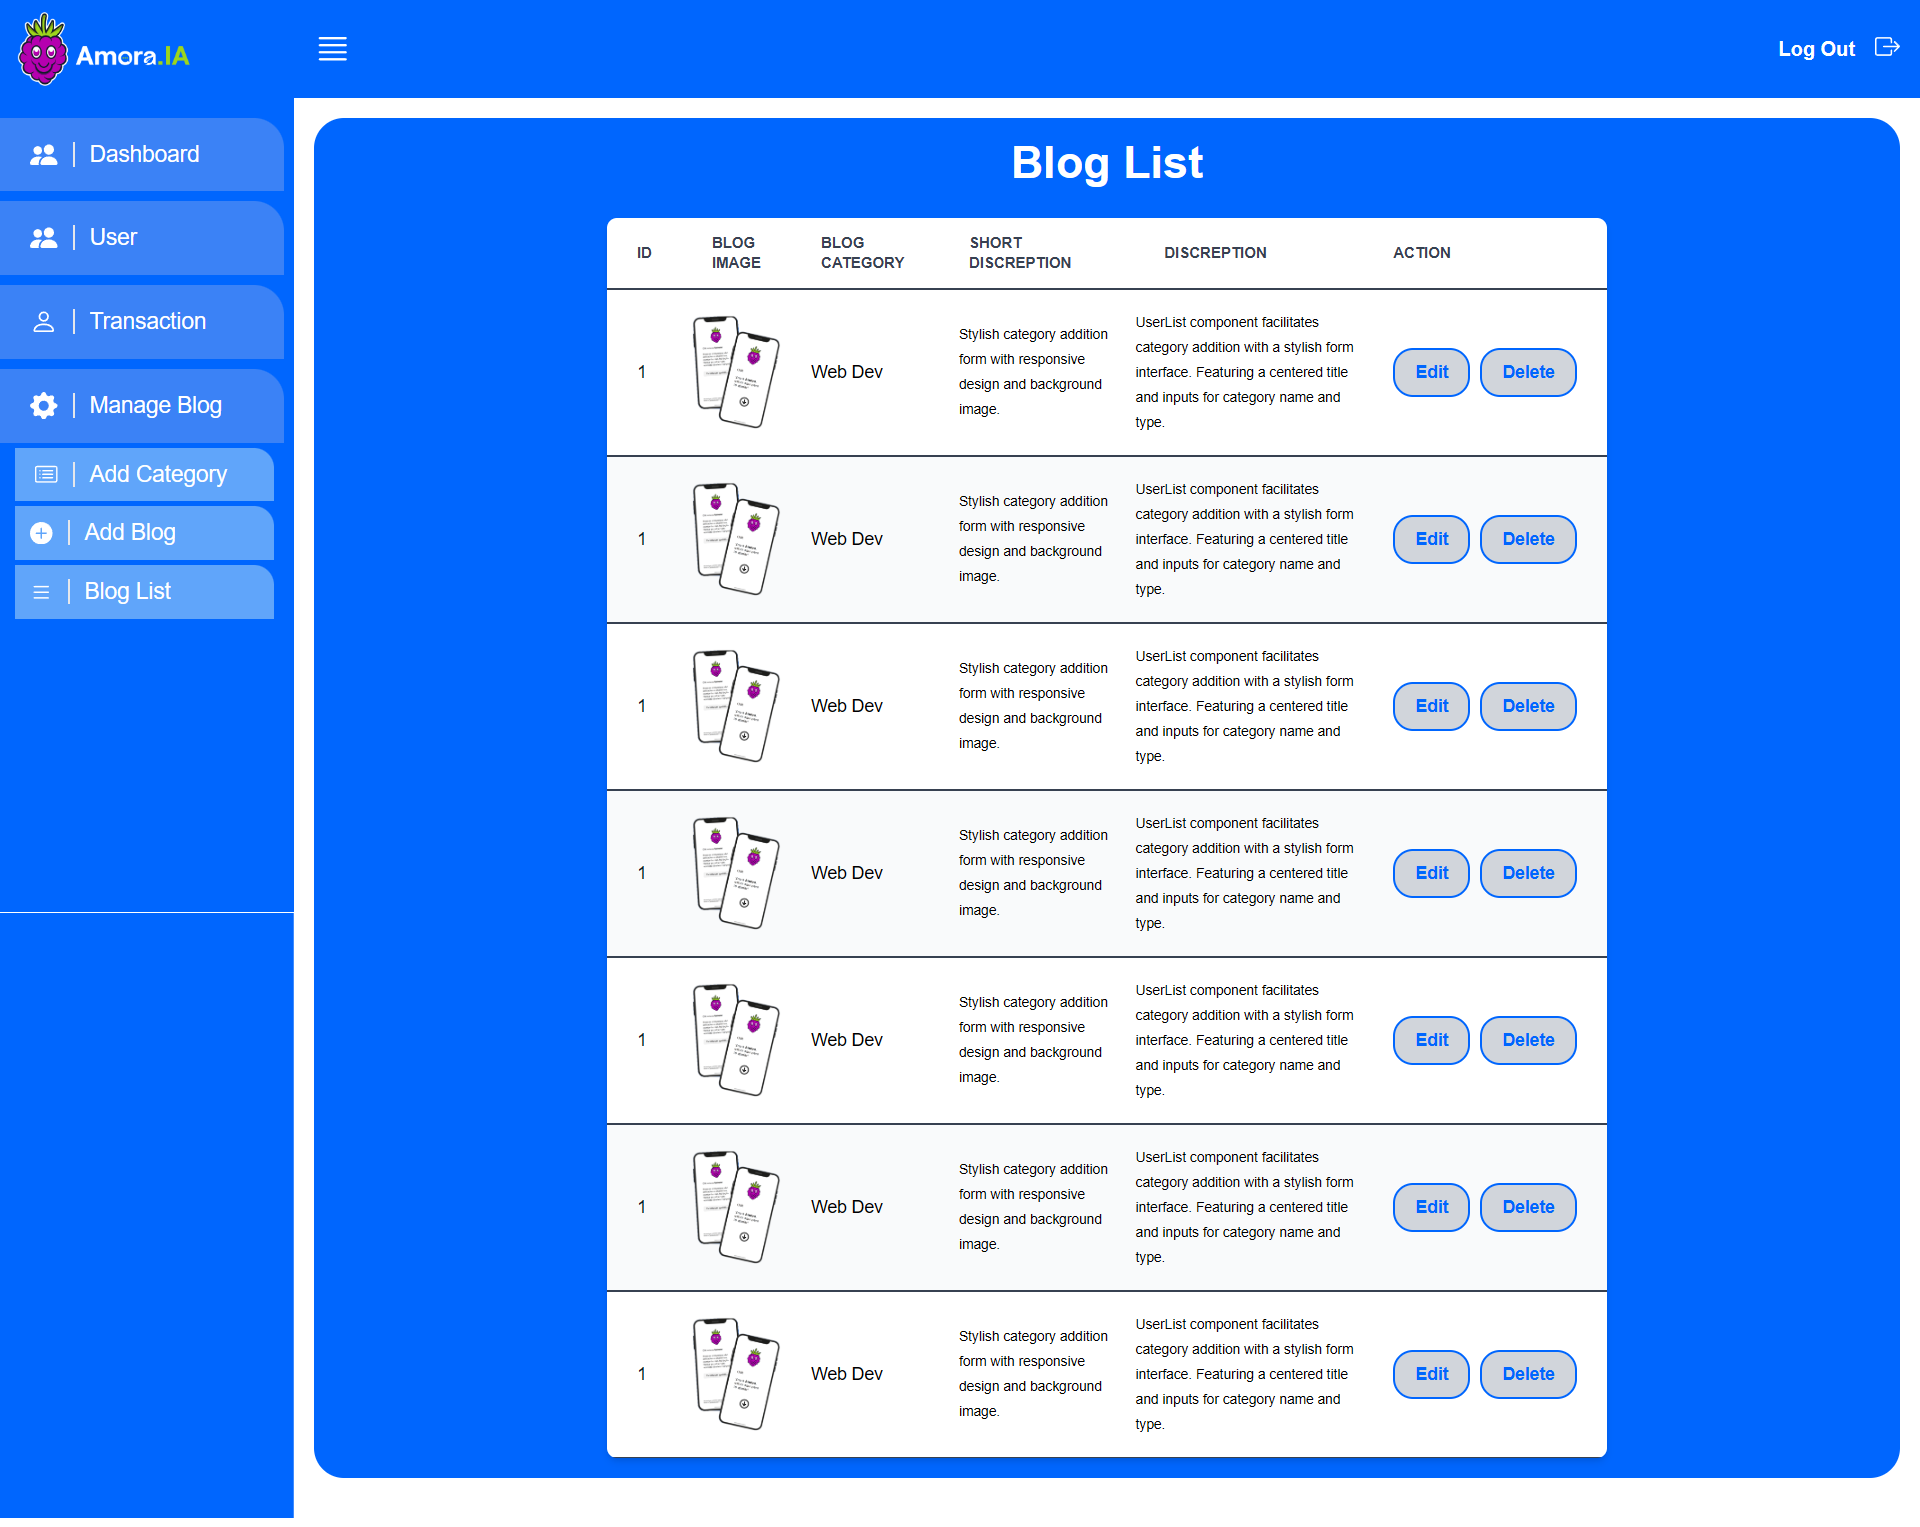 Amora.IA
Log Out
Dashboard
User
Transaction
Manage Blog
Add Category
Add Blog
Blog List
Blog List
ID BLOG IMAGE BLOG CATEGORY SHORT DISCREPTION DISCREPTION ACTION
1
Web Dev
Stylish category addition
form with responsive
design and background
image.
UserList component facilitates
category addition with a stylish form
interface. Featuring a centered title
and inputs for category name and
type.
Edit Delete
1
Web Dev
Stylish category addition
form with responsive
design and background
image.
UserList component facilitates
category addition with a stylish form
interface. Featuring a centered title
and inputs for category name and
type.
Edit Delete
1
Web Dev
Stylish category addition
form with responsive
design and background
image.
UserList component facilitates
category addition with a stylish form
interface. Featuring a centered title
and inputs for category name and
type.
Edit Delete
1
Web Dev
Stylish category addition
form with responsive
design and background
image.
UserList component facilitates
category addition with a stylish form
interface. Featuring a centered title
and inputs for category name and
type.
Edit Delete
1
Web Dev
Stylish category addition
form with responsive
design and background
image.
UserList component facilitates
category addition with a stylish form
interface. Featuring a centered title
and inputs for category name and
type.
Edit Delete
1
Web Dev
Stylish category addition
form with responsive
design and background
image.
UserList component facilitates
category addition with a stylish form
interface. Featuring a centered title
and inputs for category name and
type.
Edit Delete
1
Web Dev
Stylish category addition
form with responsive
design and background
image.
UserList component facilitates
category addition with a stylish form
interface. Featuring a centered title
and inputs for category name and
type.
Edit Delete